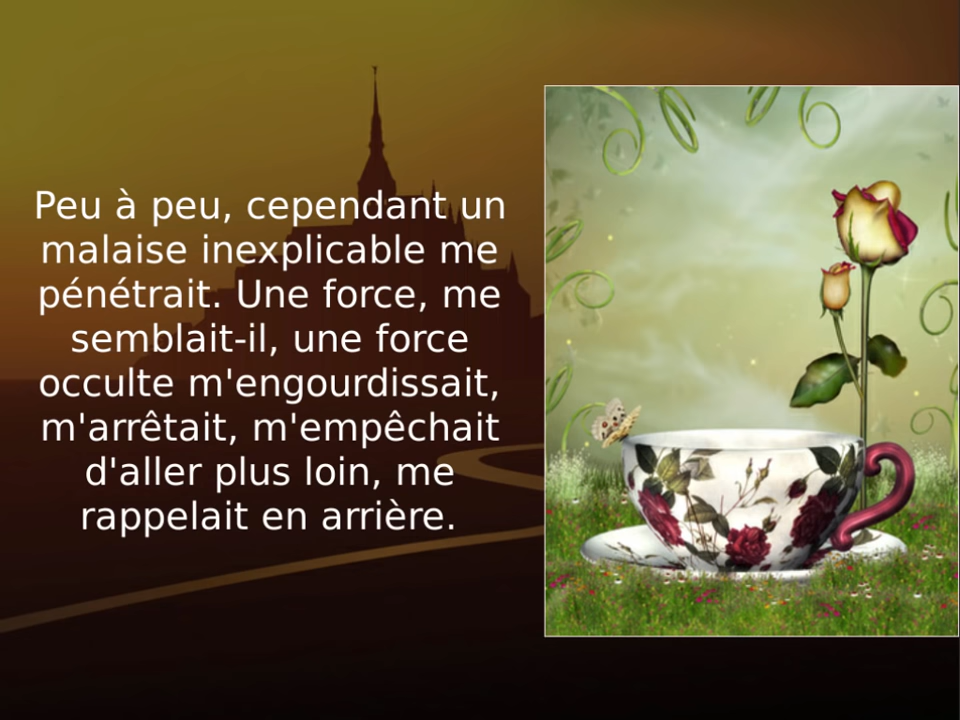 Peu à peu, cependant un
malaise inexplicable me
pénétrait. Une force, me
semblait-il, une force
occulte m'engourdissait,
m'arrêtait, m'empêchait
d'aller plus loin, me
rappelait en arrière.